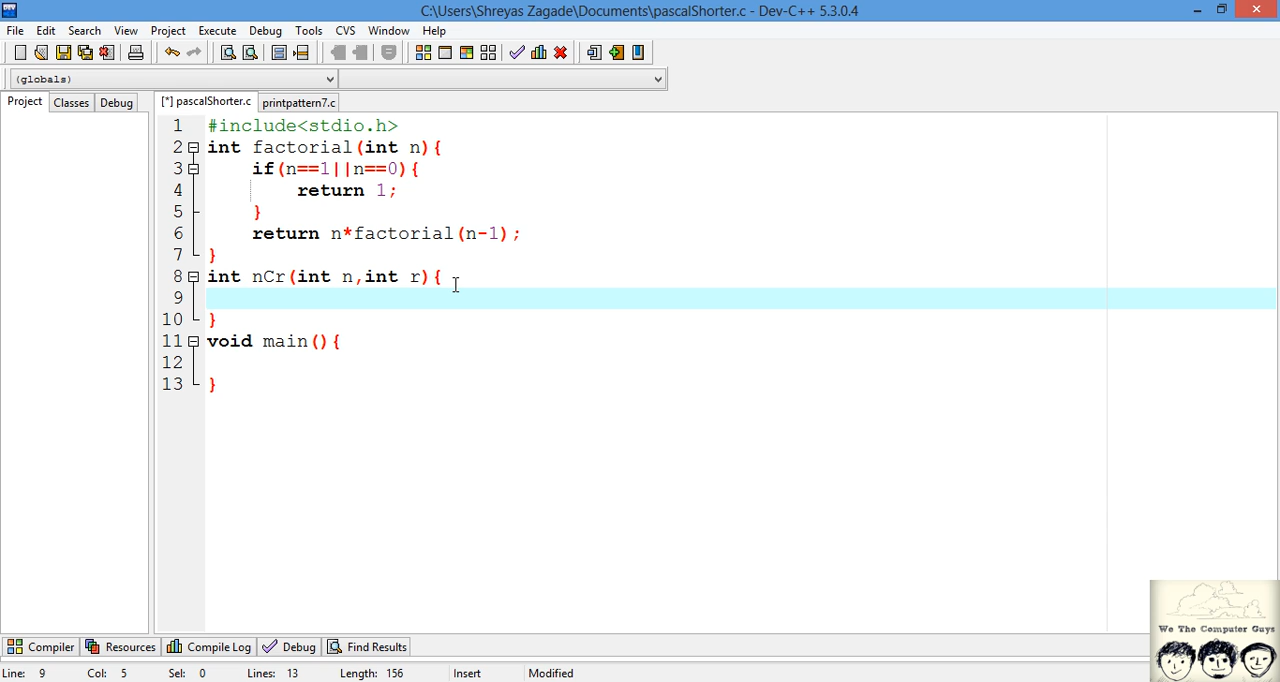 C:\Users\Shreyas Zagade\Documents\pascalShorter.c - Dev-C++ 5.3.0.4
File Edit Search View Project Execute Debug Tools CVS Window Help
(globals)
Project Classes Debug [*] pascalShorter.c printpattern7.c
1 #include<stdio.h>
2 int factorial(int n){
3 if(n==1||n==0){
4 return 1;
5 }
6 return n*factorial(n-1);
7 }
8 int nCr(int n,int r){
9
10 }
11 void main(){
12
13 }
We The Computer Guys
Compiler Resources Compile Log Debug Find Results
Line: 9 Col: 5 Sel: 0 Lines: 13 Length: 156 Insert Modified